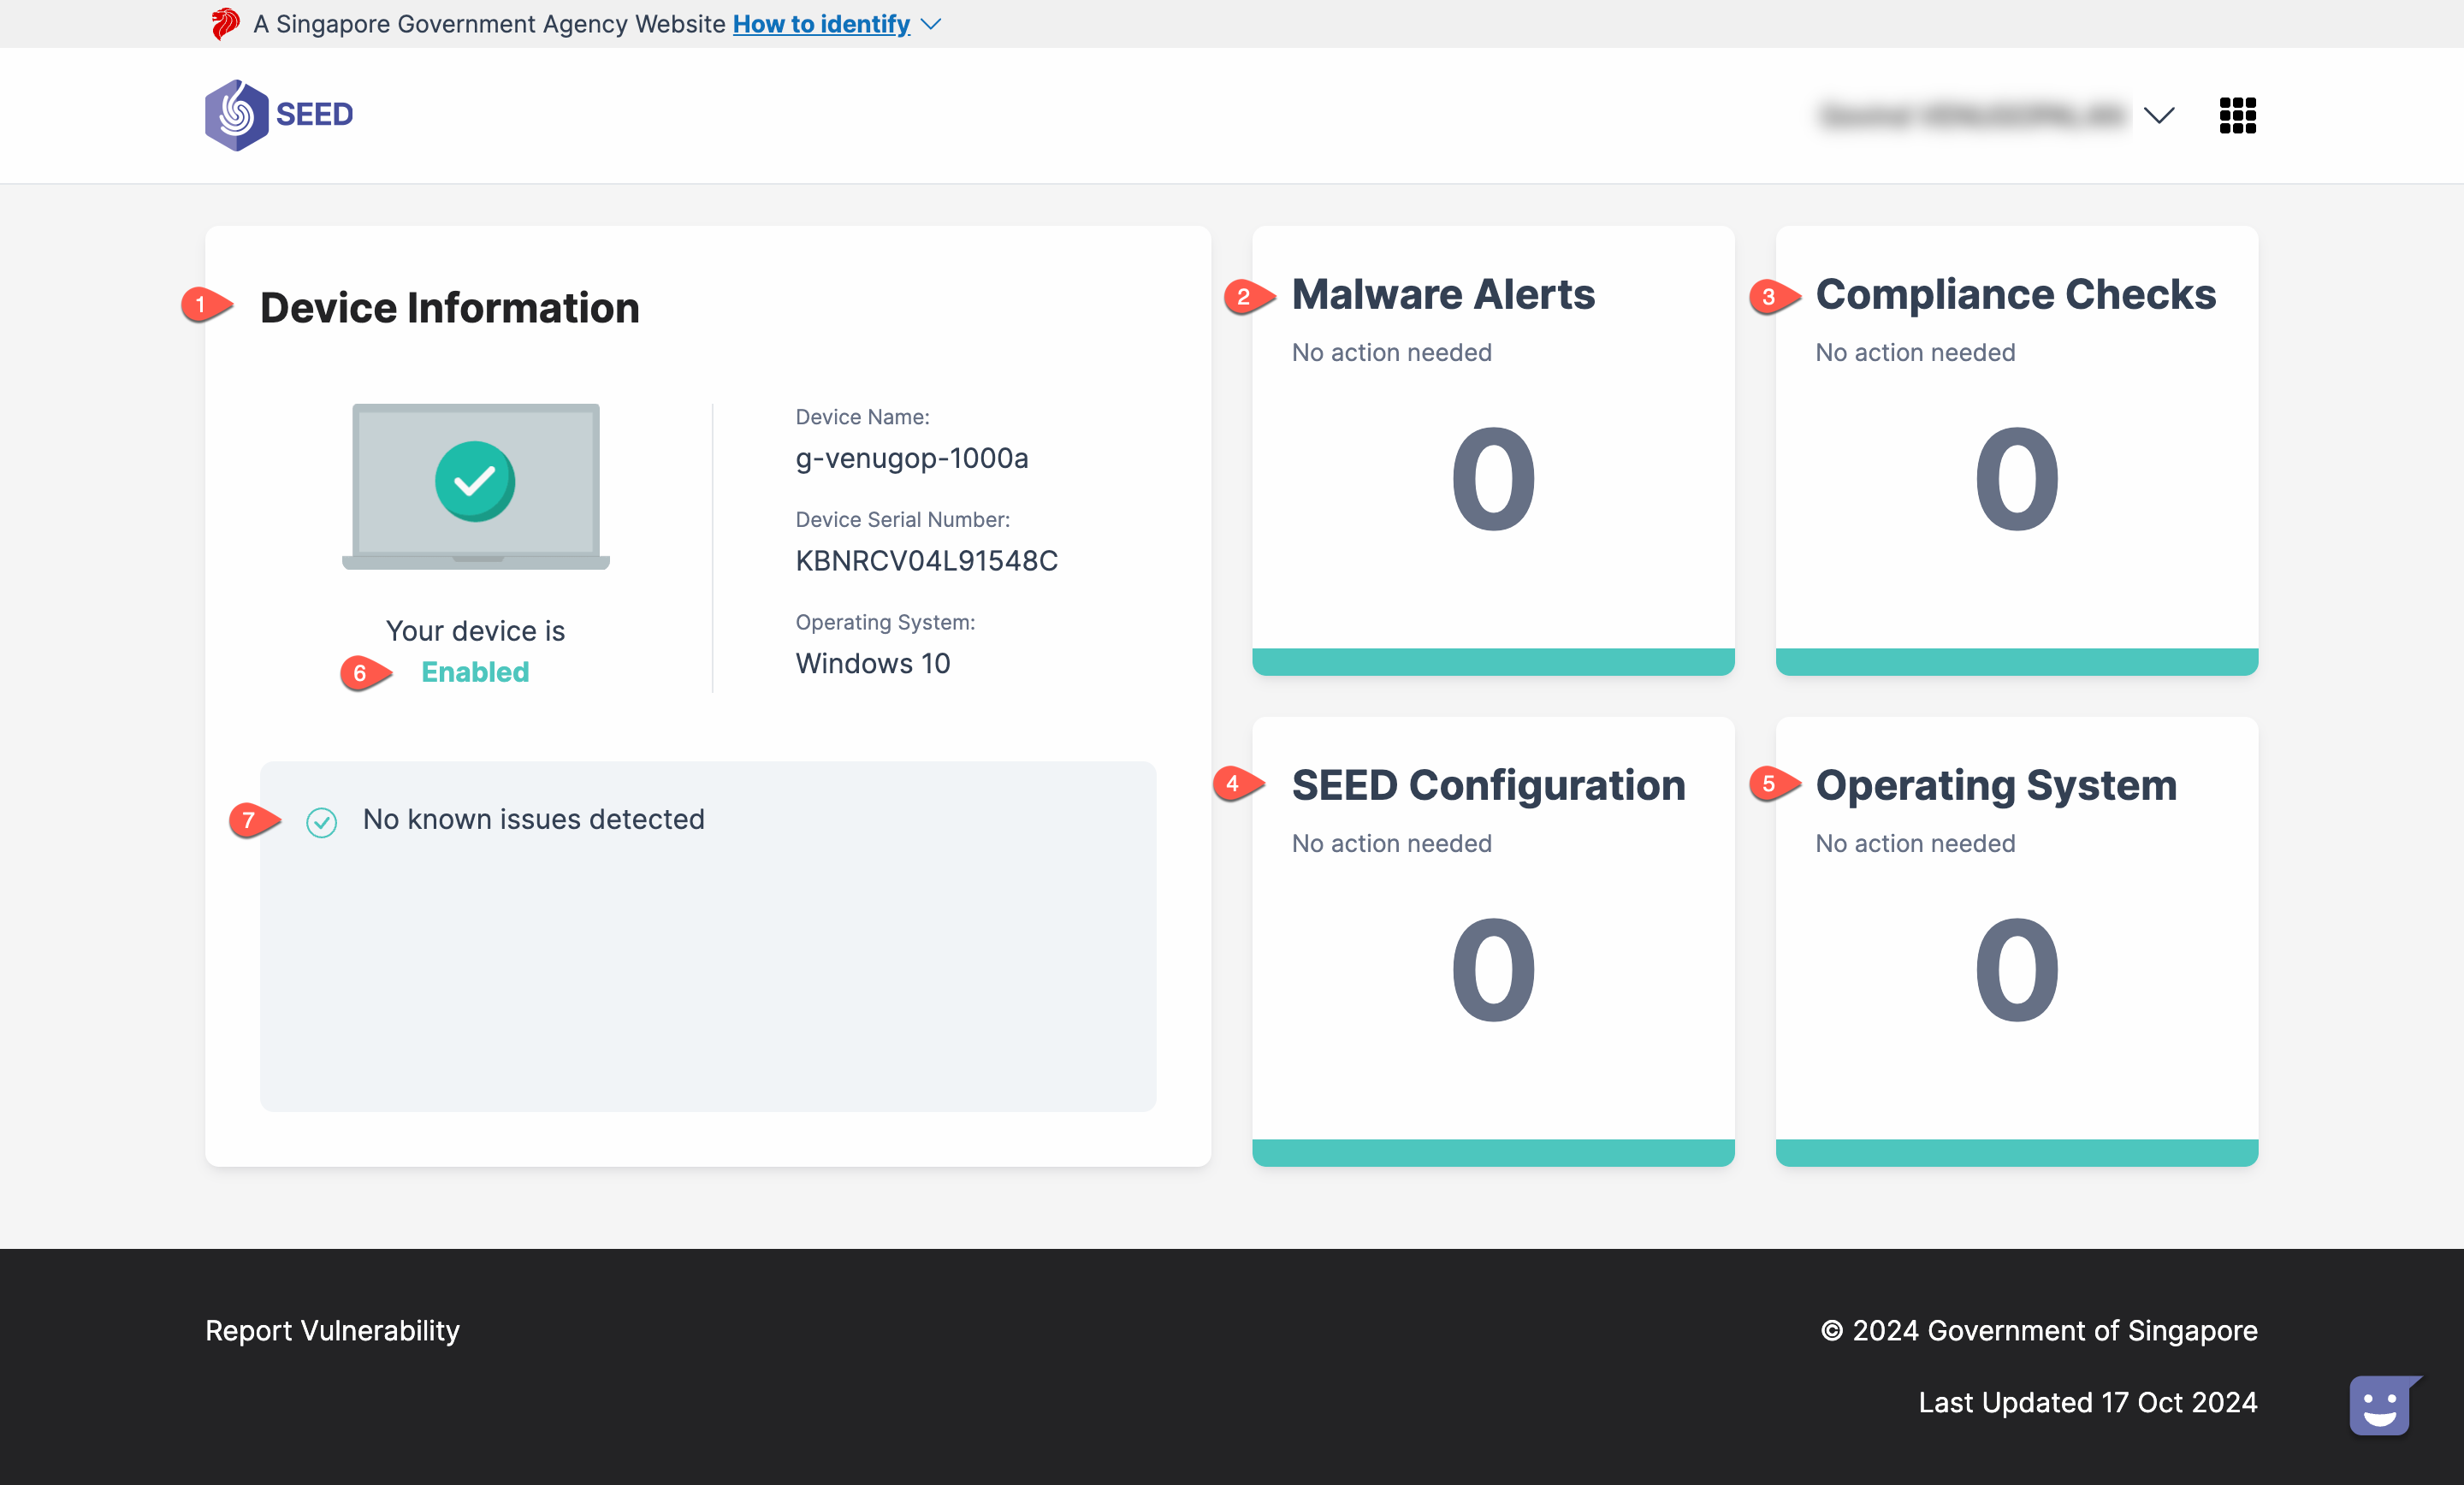 A Singapore Government Agency Website How to identify
SEED
1 Device Information
Your device is
6 Enabled
Device Name:
g-venugop-1000a
Device Serial Number:
KBNRCV04L91548C
Operating System:
Windows 10
7 No known issues detected
2 Malware Alerts
No action needed
0
3 Compliance Checks
No action needed
0
4 SEED Configuration
No action needed
0
5 Operating System
No action needed
0
Report Vulnerability
© 2024 Government of Singapore
Last Updated 17 Oct 2024